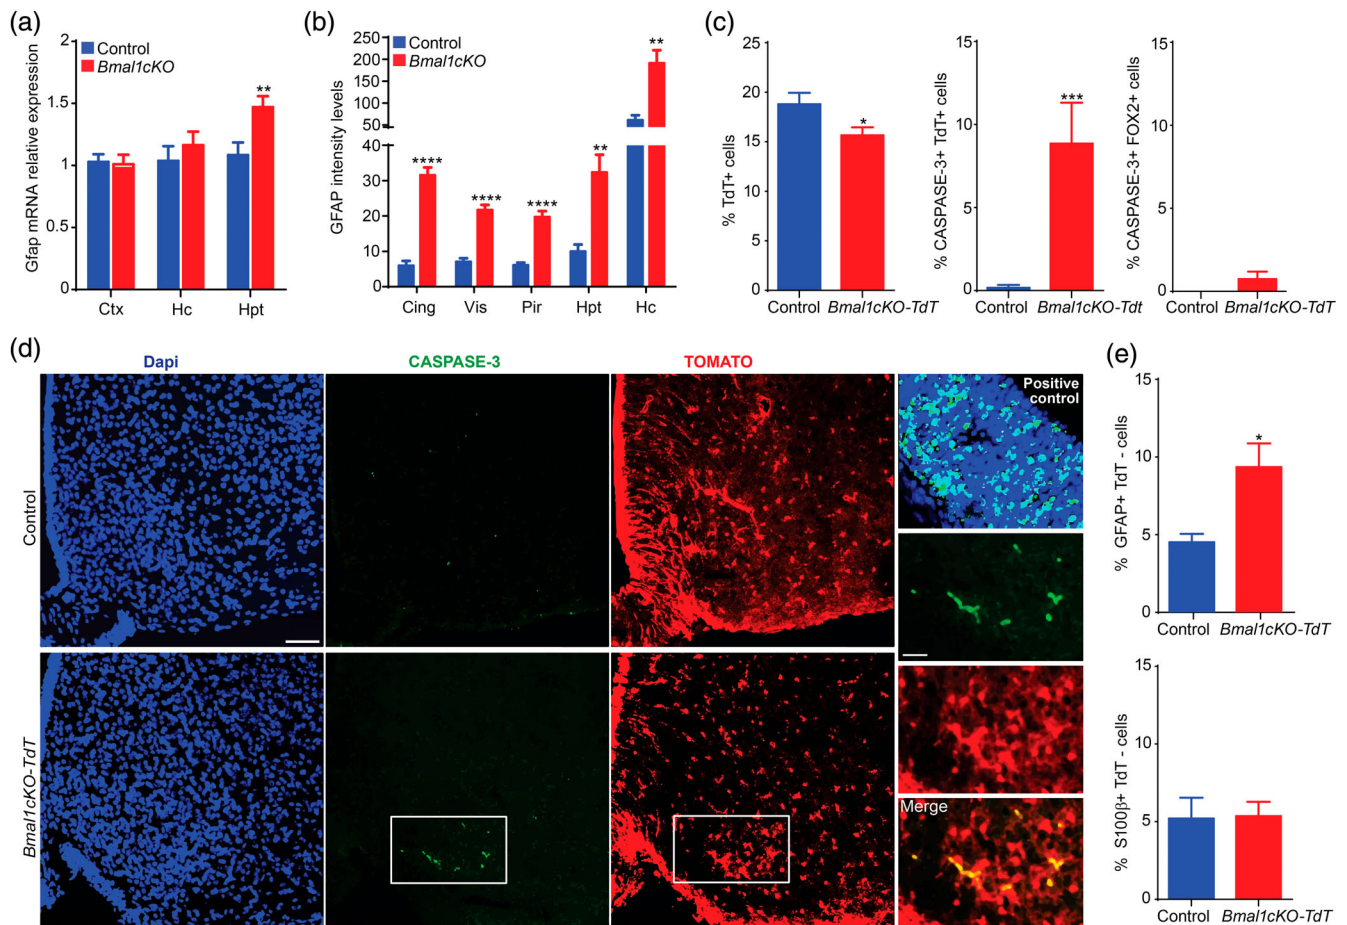 (a)
Gfap mRNA relative expression
2
1.5
1
0.5
0
Control
Bmal1cKO
**
Ctx Hc Hpt
(b)
GFAP intensity levels
250
200
150
100
50
40
30
20
10
0
Control
Bmal1cKO
**** **** **** ** **
Cing Vis Pir Hpt Hc
(c)
% TdT+ cells
25
20
15
10
5
0
*
Control Bmal1cKO-TdT
% CASPASE-3+ TdT+ cells
15
10
5
0
***
Control Bmal1cKO-Tdt
% CASPASE-3+ FOX2+ cells
15
10
5
0
Control Bmal1cKO-TdT
(d)
Dapi CASPASE-3 TOMATO
Control
Bmal1cKO-TdT
Positive
control
Merge
(e)
% GFAP+ TdT - cells
15
10
5
0
*
Control Bmal1cKO-TdT
% S100β+ TdT - cells
15
10
5
0
Control Bmal1cKO-TdT